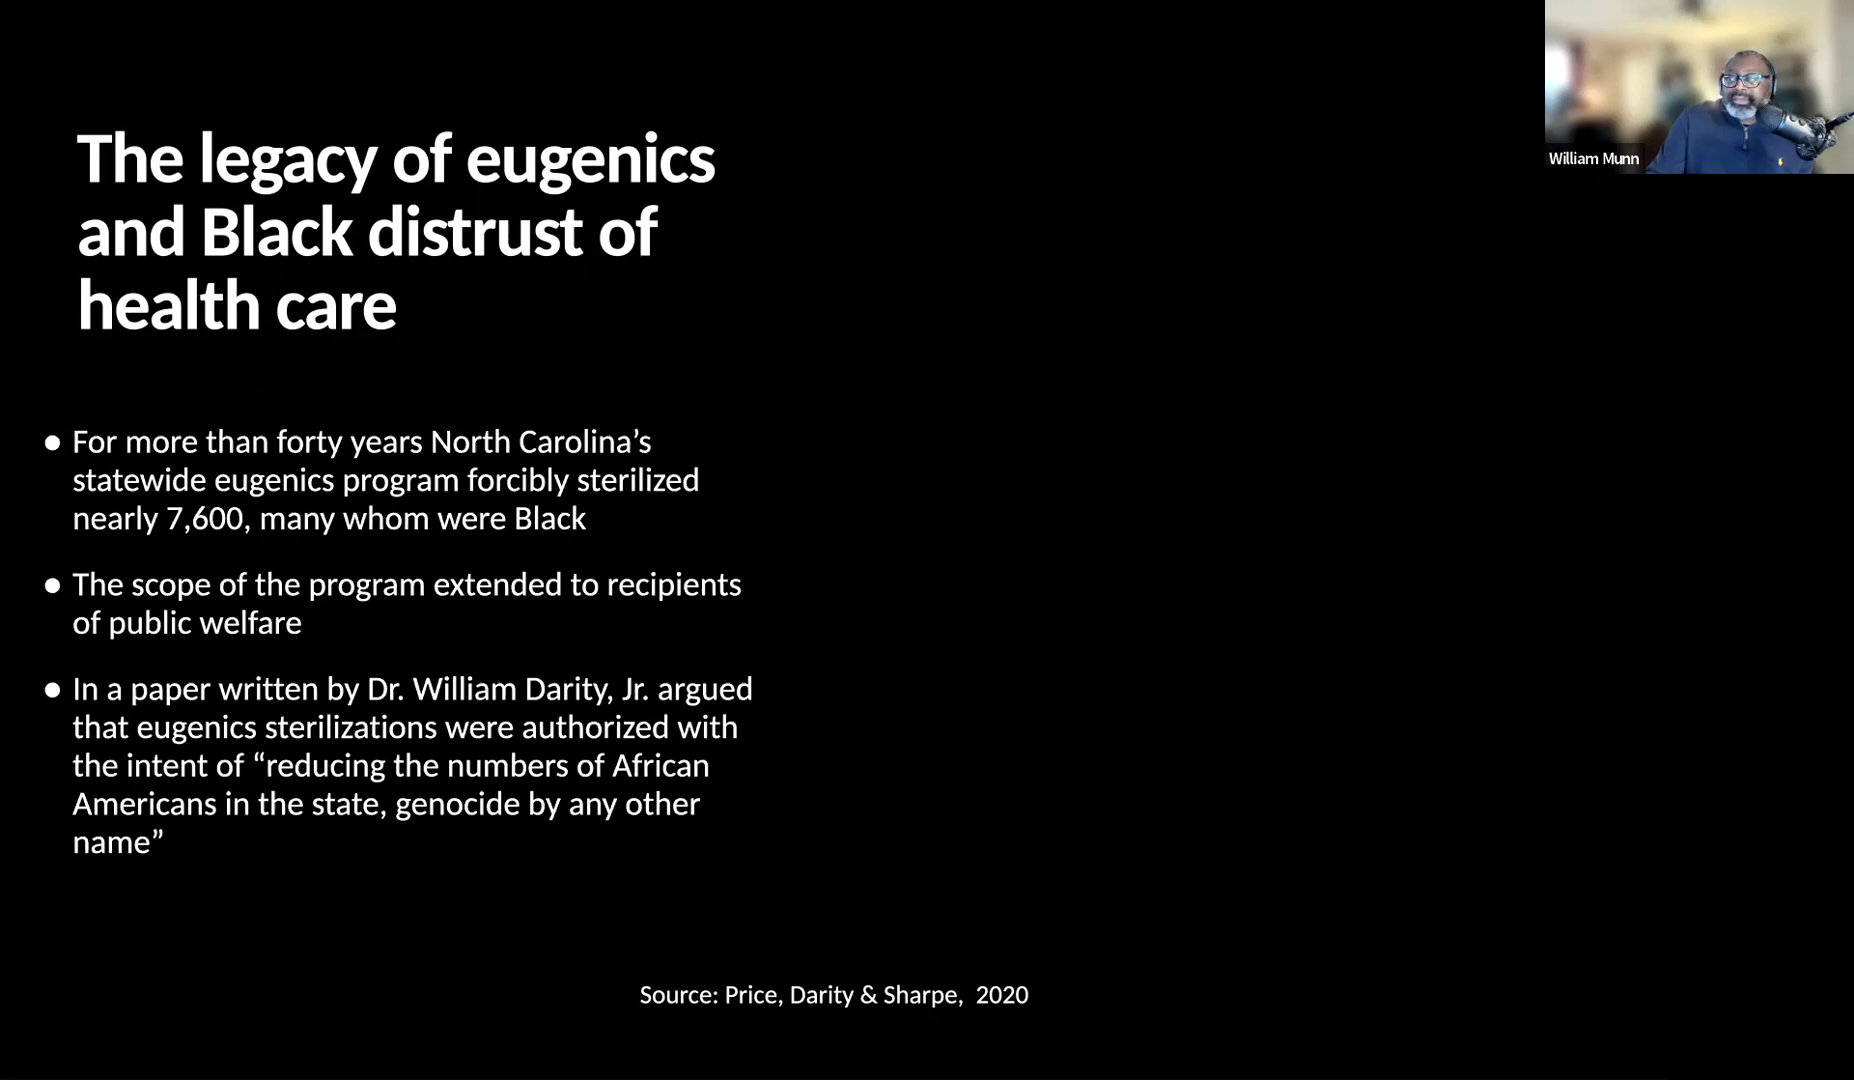 The legacy of eugenics
and Black distrust of
health care
● For more than forty years North Carolina’s
statewide eugenics program forcibly sterilized
nearly 7,600, many whom were Black
● The scope of the program extended to recipients
of public welfare
● In a paper written by Dr. William Darity, Jr. argued
that eugenics sterilizations were authorized with
the intent of “reducing the numbers of African
Americans in the state, genocide by any other
name”
Source: Price, Darity & Sharpe,  2020
William Munn